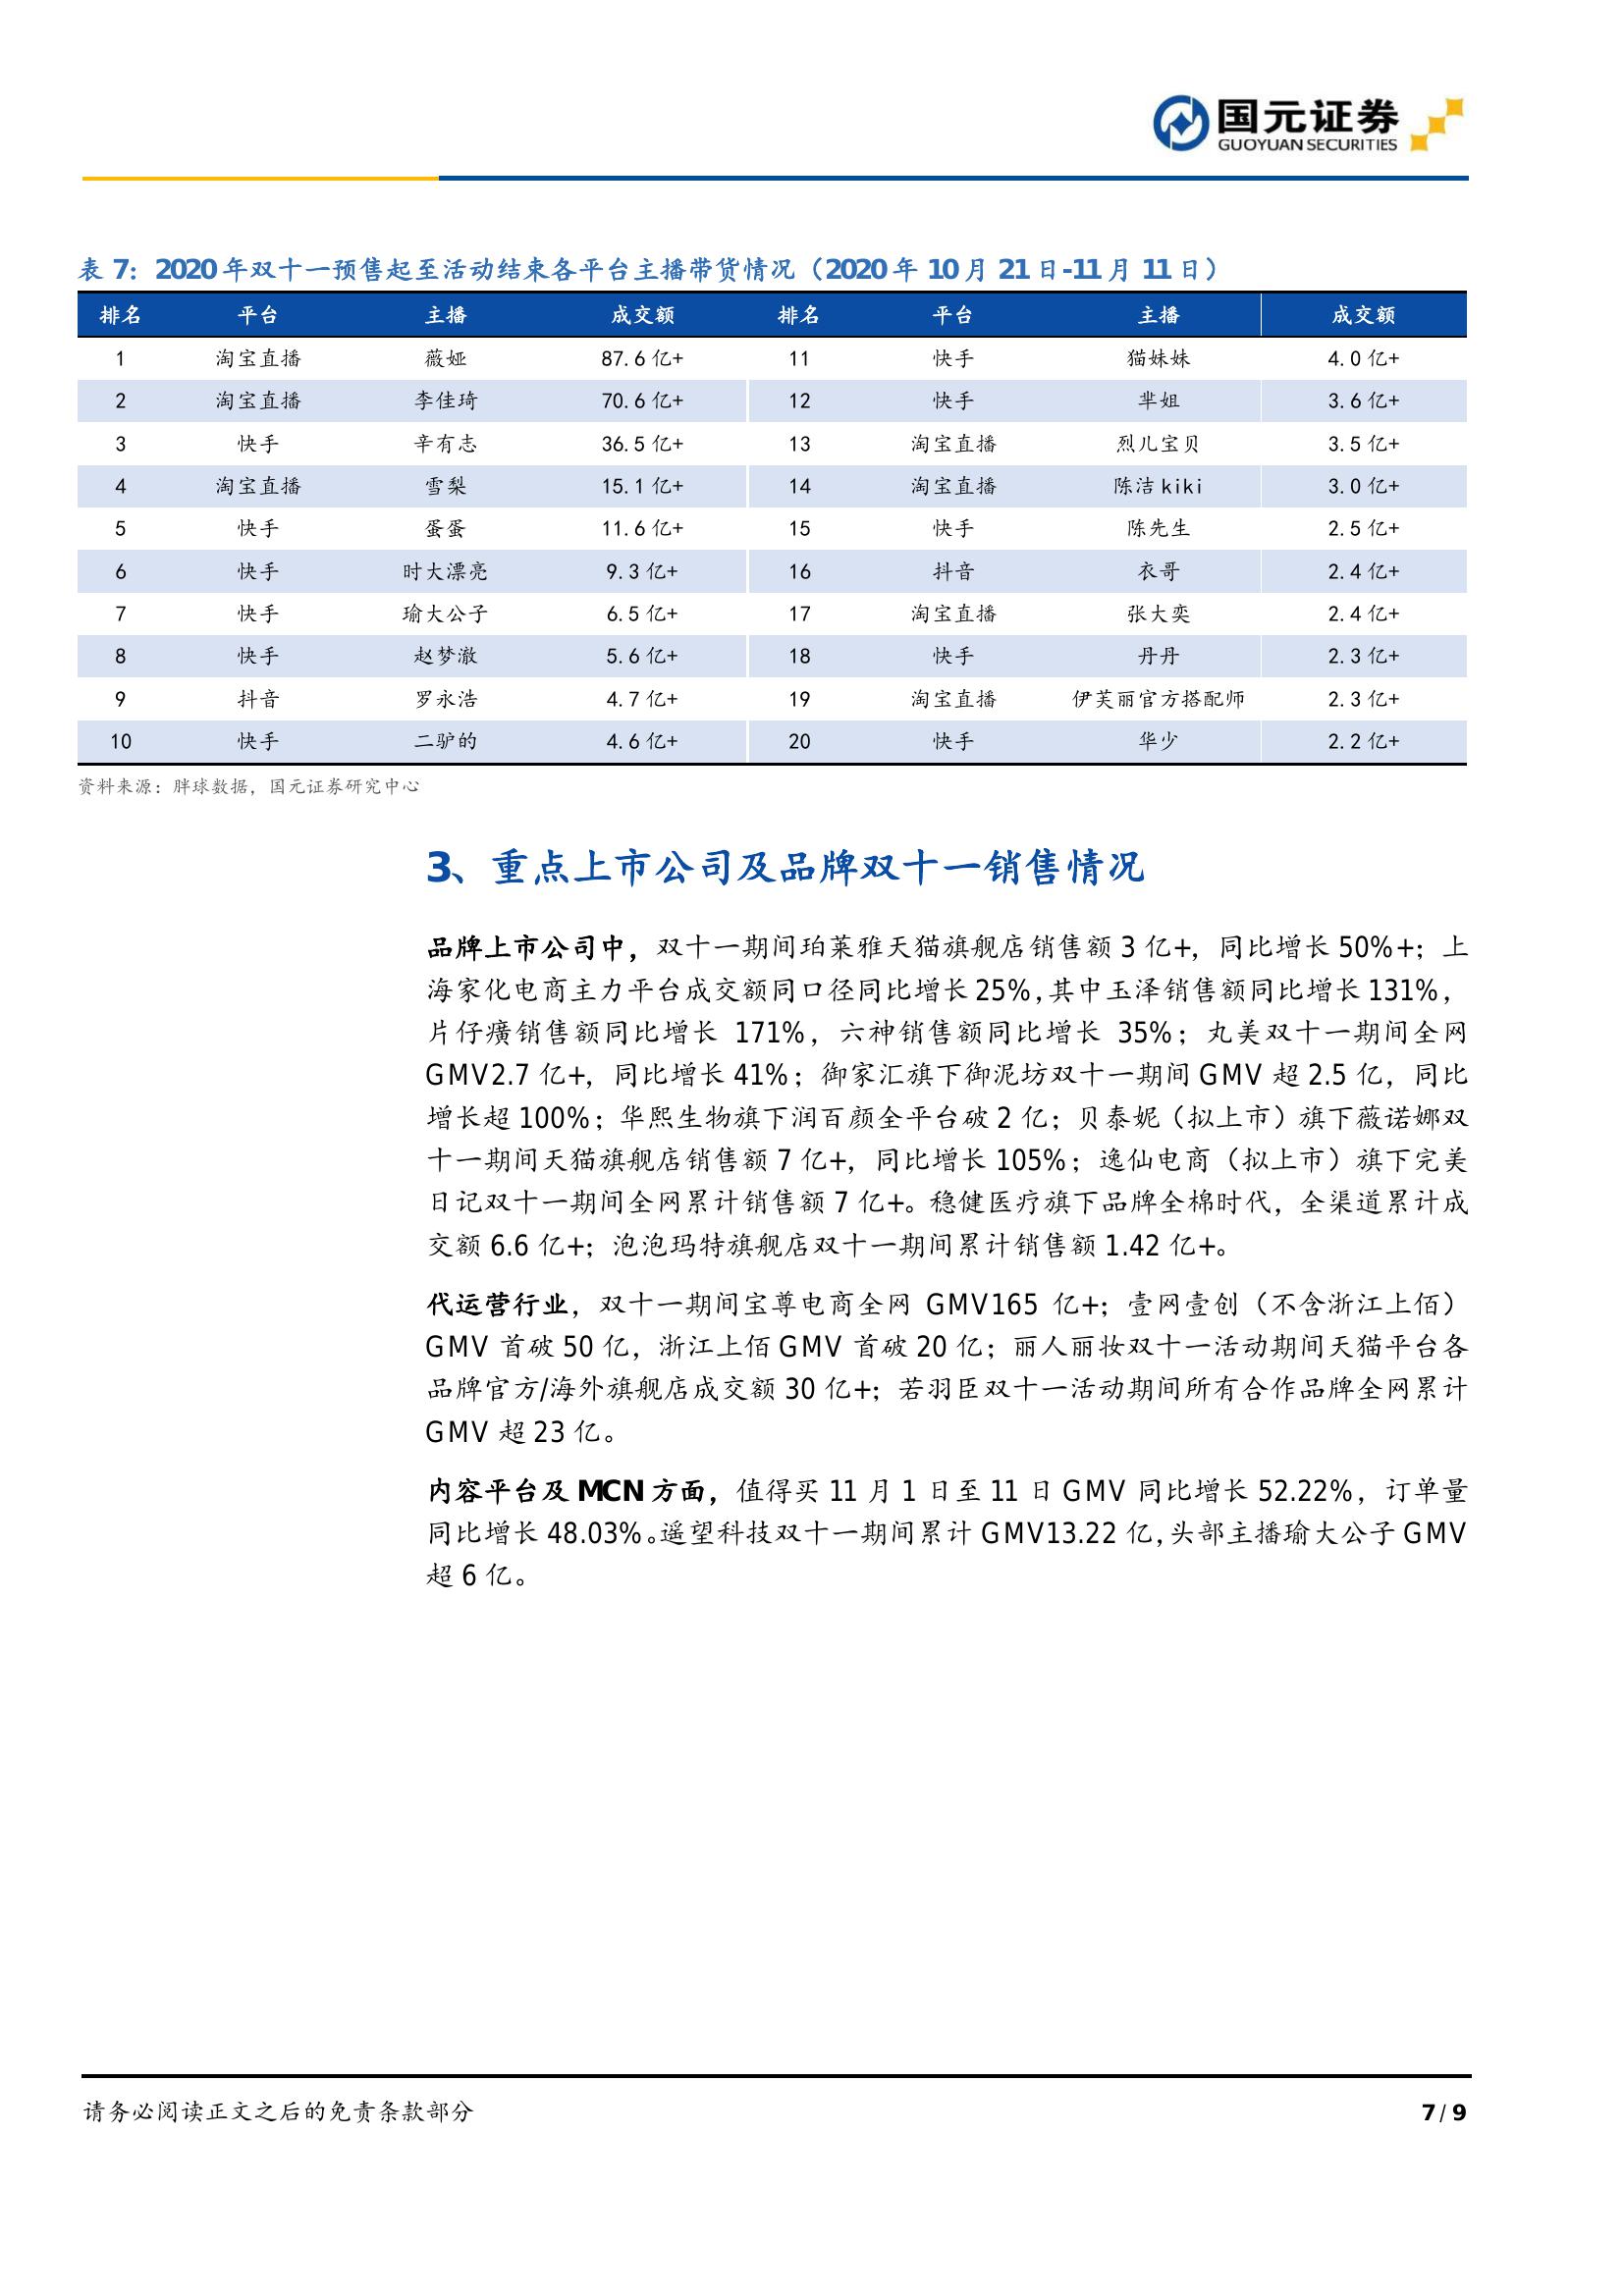 国元证券
GUOYUAN SECURITIES
表 7：2020 年双十一预售起至活动结束各平台主播带货情况（2020 年 10 月 21 日-11 月 11 日）
排名 平台 主播 成交额 排名 平台 主播 成交额
1 淘宝直播 薇娅 87.6 亿+ 11 快手 猫妹妹 4.0 亿+
2 淘宝直播 李佳琦 70.6 亿+ 12 快手 芈姐 3.6 亿+
3 快手 辛有志 36.5 亿+ 13 淘宝直播 烈儿宝贝 3.5 亿+
4 淘宝直播 雪梨 15.1 亿+ 14 淘宝直播 陈洁 kiki 3.0 亿+
5 快手 蛋蛋 11.6 亿+ 15 快手 陈先生 2.5 亿+
6 快手 时大漂亮 9.3 亿+ 16 抖音 衣哥 2.4 亿+
7 快手 瑜大公子 6.5 亿+ 17 淘宝直播 张大奕 2.4 亿+
8 快手 赵梦澈 5.6 亿+ 18 快手 丹丹 2.3 亿+
9 抖音 罗永浩 4.7 亿+ 19 淘宝直播 伊芙丽官方搭配师 2.3 亿+
10 快手 二驴的 4.6 亿+ 20 快手 华少 2.2 亿+
资料来源：胖球数据，国元证券研究中心
3、重点上市公司及品牌双十一销售情况
品牌上市公司中，双十一期间珀莱雅天猫旗舰店销售额 3 亿+，同比增长 50%+；上
海家化电商主力平台成交额同口径同比增长 25%，其中玉泽销售额同比增长 131%，
片仔癀销售额同比增长 171%，六神销售额同比增长 35%；丸美双十一期间全网
GMV2.7 亿+，同比增长 41%；御家汇旗下御泥坊双十一期间 GMV 超 2.5 亿，同比
增长超 100%；华熙生物旗下润百颜全平台破 2 亿；贝泰妮（拟上市）旗下薇诺娜双
十一期间天猫旗舰店销售额 7 亿+，同比增长 105%；逸仙电商（拟上市）旗下完美
日记双十一期间全网累计销售额 7 亿+。稳健医疗旗下品牌全棉时代，全渠道累计成
交额 6.6 亿+；泡泡玛特旗舰店双十一期间累计销售额 1.42 亿+。
代运营行业，双十一期间宝尊电商全网 GMV165 亿+；壹网壹创（不含浙江上佰）
GMV 首破 50 亿，浙江上佰 GMV 首破 20 亿；丽人丽妆双十一活动期间天猫平台各
品牌官方/海外旗舰店成交额 30 亿+；若羽臣双十一活动期间所有合作品牌全网累计
GMV 超 23 亿。
内容平台及 MCN 方面，值得买 11 月 1 日至 11 日 GMV 同比增长 52.22%，订单量
同比增长 48.03%。遥望科技双十一期间累计 GMV13.22 亿，头部主播瑜大公子 GMV
超 6 亿。
请务必阅读正文之后的免责条款部分 7 / 9